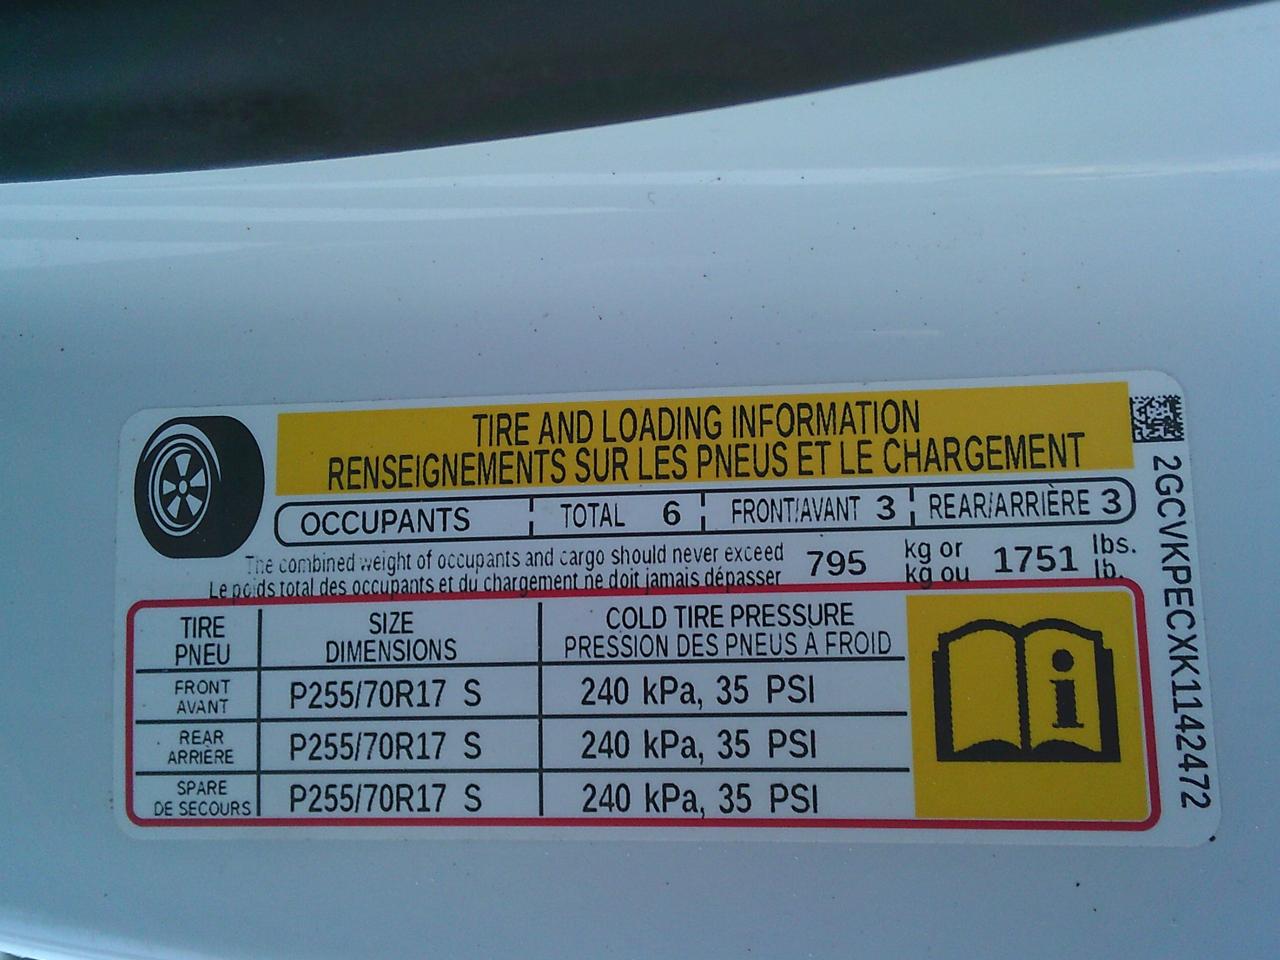 TIRE AND LOADING INFORMATION
RENSEIGNEMENTS SUR LES PNEUS ET LE CHARGEMENT
OCCUPANTS TOTAL 6 FRONT/AVANT 3 REAR/ARRIÈRE 3
The combined weight of occupants and cargo should never exceed 795 kg or 1751 lbs.
Le poids total des occupants et du chargement ne doit jamais dépasser kg ou lb.
TIRE SIZE COLD TIRE PRESSURE
PNEU DIMENSIONS PRESSION DES PNEUS À FROID
FRONT
AVANT P255/70R17 S 240 kPa, 35 PSI
REAR
ARRIÈRE P255/70R17 S 240 kPa, 35 PSI
SPARE
DE SECOURS P255/70R17 S 240 kPa, 35 PSI
2GCVKPECXK1142472